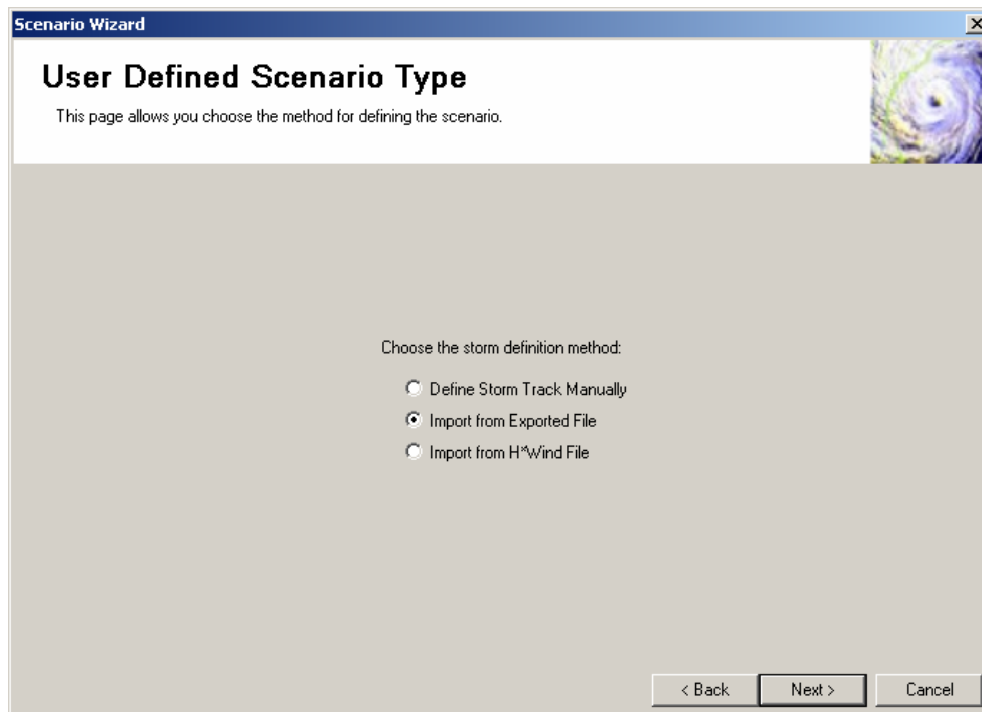 Scenario Wizard
User Defined Scenario Type
This page allows you choose the method for defining the scenario.
Choose the storm definition method:
Define Storm Track Manually
Import from Exported File
Import from H*Wind File
< Back Next > Cancel